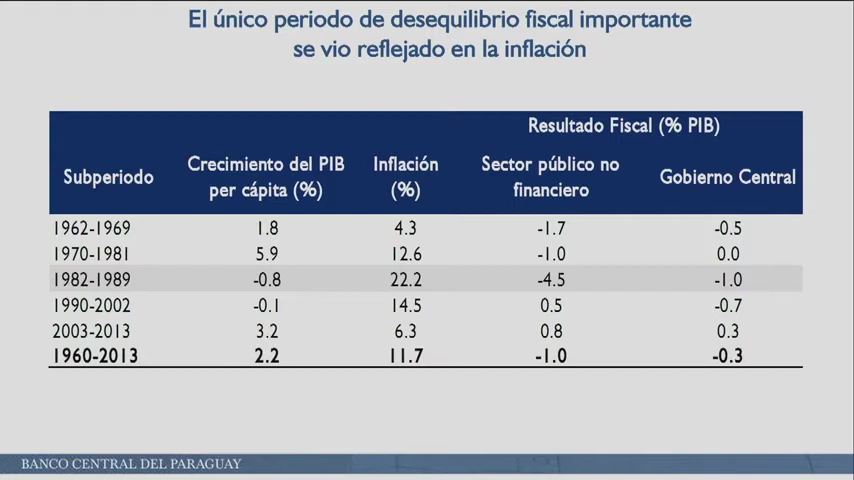 El único periodo de desequilibrio fiscal importante
se vio reflejado en la inflación
Resultado Fiscal (% PIB)
Subperiodo Crecimiento del PIB per cápita (%) Inflación (%) Sector público no financiero Gobierno Central
1962-1969 1.8 4.3 -1.7 -0.5
1970-1981 5.9 12.6 -1.0 0.0
1982-1989 -0.8 22.2 -4.5 -1.0
1990-2002 -0.1 14.5 0.5 -0.7
2003-2013 3.2 6.3 0.8 0.3
1960-2013 2.2 11.7 -1.0 -0.3
BANCO CENTRAL DEL PARAGUAY